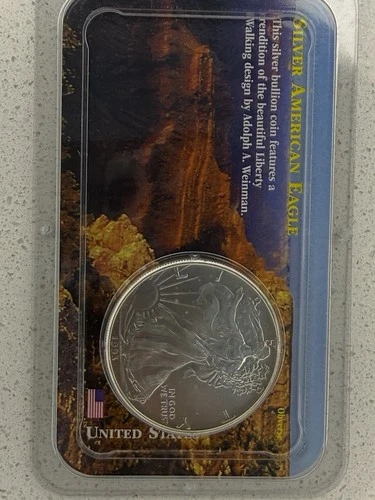 SILVER AMERICAN EAGLE
This silver bullion coin features a
rendition of the beautiful Liberty
Walking design by Adolph A. Weinman.
Obverse
LIBERTY
IN GOD
WE TRUST
UNITED STATES